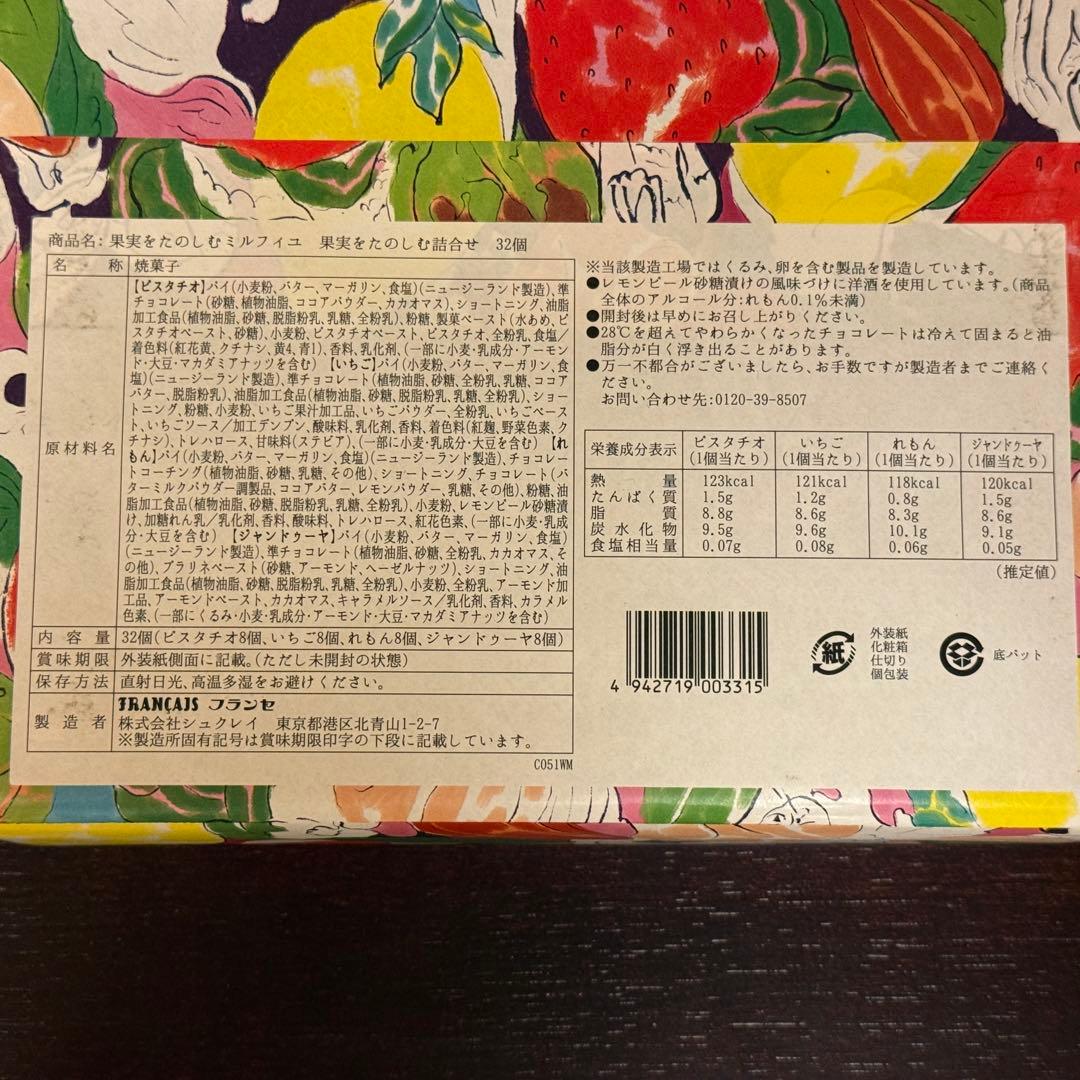 商品名: 果実をたのしむミルフィユ 果実をたのしむ詰合せ 32個
名称 焼菓子
原材料名
【ピスタチオ】パイ(小麦粉、バター、マーガリン、食塩)(ニュージーランド製造)、準
チョコレート(砂糖、植物油脂、ココアパウダー、カカオマス)、ショートニング、油脂
加工食品(植物油脂、砂糖、脱脂粉乳、乳糖、全粉乳)、粉糖、製菓ペースト(水あめ、ピ
スタチオペースト、砂糖)、小麦粉、ピスタチオペースト、ピスタチオ、全粉乳、食塩／
着色料(紅花黄、クチナシ、黄4、青1)、香料、乳化剤、(一部に小麦・乳成分・アーモン
ド・大豆・マカダミアナッツを含む) 【いちご】パイ(小麦粉、バター、マーガリン、食
塩)(ニュージーランド製造)、準チョコレート(植物油脂、砂糖、全粉乳、乳糖、ココア
バター、脱脂粉乳)、油脂加工食品(植物油脂、砂糖、脱脂粉乳、乳糖、全粉乳)、ショー
トニング、粉糖、小麦粉、いちご果汁加工品、いちごパウダー、全粉乳、いちごペース
ト、いちごソース／加工デンプン、酸味料、乳化剤、香料、着色料(紅麹、野菜色素、ク
チナシ)、トレハロース、甘味料(ステビア)、(一部に小麦・乳成分・大豆を含む) 【れ
もん】パイ(小麦粉、バター、マーガリン、食塩)(ニュージーランド製造)、チョコレー
トコーチング(植物油脂、砂糖、乳糖、その他)、ショートニング、チョコレート(バ
ターミルクパウダー調製品、ココアバター、レモンパウダー、乳糖、その他)、粉糖、油
脂加工食品(植物油脂、砂糖、脱脂粉乳、乳糖、全粉乳)、小麦粉、レモンピール砂糖漬
け、加糖れん乳／乳化剤、香料、酸味料、トレハロース、紅花色素、(一部に小麦・乳成
分・大豆を含む) 【ジャンドゥーヤ】パイ(小麦粉、バター、マーガリン、食塩)
(ニュージーランド製造)、準チョコレート(植物油脂、砂糖、全粉乳、カカオマス、そ
の他)、プラリネペースト(砂糖、アーモンド、ヘーゼルナッツ)、ショートニング、油
脂加工食品(植物油脂、砂糖、脱脂粉乳、乳糖、全粉乳)、小麦粉、全粉乳、アーモンド加
工品、アーモンドペースト、カカオマス、キャラメルソース／乳化剤、香料、カラメル
色素、(一部にくるみ・小麦・乳成分・アーモンド・大豆・マカダミアナッツを含む)
内容量 32個(ピスタチオ8個、いちご8個、れもん8個、ジャンドゥーヤ8個)
賞味期限 外装紙側面に記載。(ただし未開封の状態)
保存方法 直射日光、高温多湿をお避けください。
製造者
FRANÇAIS フランセ
株式会社シュクレイ 東京都港区北青山1-2-7
※製造所固有記号は賞味期限印字の下段に記載しています。
C051WM
※当該製造工場ではくるみ、卵を含む製品を製造しています。
●レモンピール砂糖漬けの風味づけに洋酒を使用しています。(商品
全体のアルコール分:れもん0.1%未満)
●開封後は早めにお召し上がりください。
●28℃を超えてやわらかくなったチョコレートは冷えて固まると油
脂分が白く浮き出ることがあります。
●万一不都合がございましたら、お手数ですが製造者までご連絡く
ださい。
お問い合わせ先:0120-39-8507
栄養成分表示 ピスタチオ (1個当たり) いちご (1個当たり) れもん (1個当たり) ジャンドゥーヤ (1個当たり)
熱量 123kcal 121kcal 118kcal 120kcal
たんぱく質 1.5g 1.2g 0.8g 1.5g
脂質 8.8g 8.6g 8.3g 8.6g
炭水化物 9.5g 9.6g 10.1g 9.1g
食塩相当量 0.07g 0.08g 0.06g 0.05g
(推定値)
4 942719 003315
紙
外装紙
化粧箱
仕切り
個包装
底パット